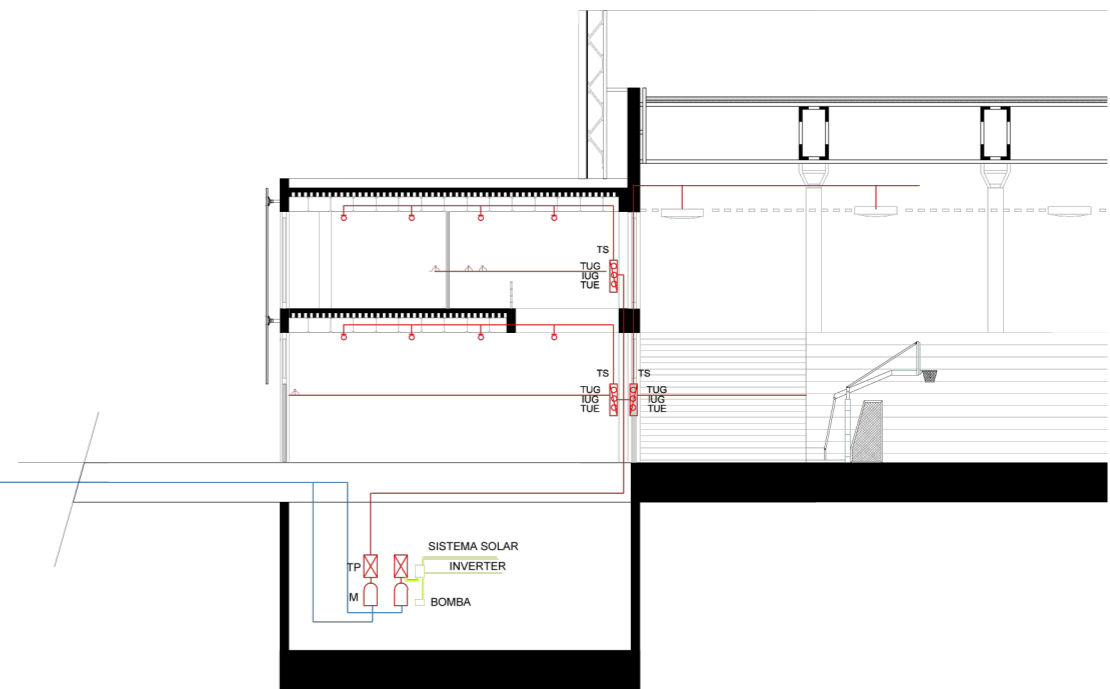 TS
TUG
IUG
TUE
TS
TUG
IUG
TUE
TS
TUG
IUG
TUE
SISTEMA SOLAR
INVERTER
TP
M
BOMBA